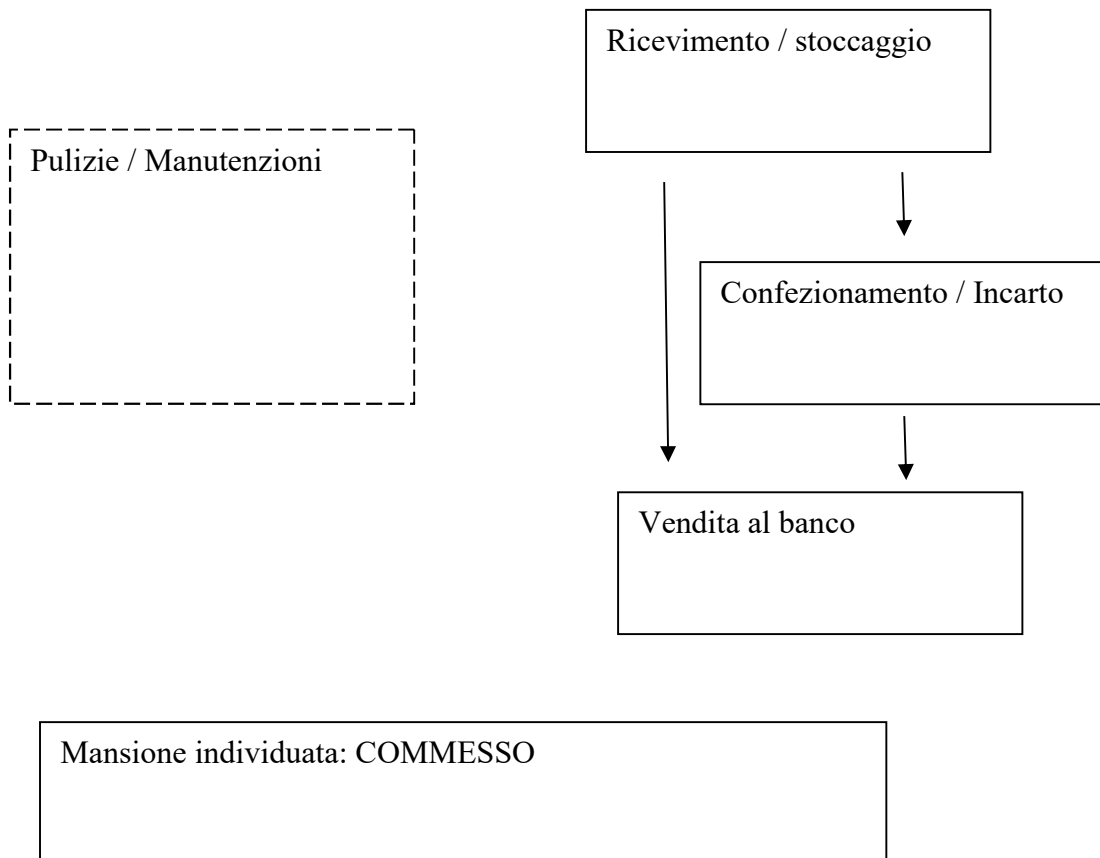 Ricevimento / stoccaggio
Pulizie / Manutenzioni
Confezionamento / Incarto
Vendita al banco
Mansione individuata: COMMESSO